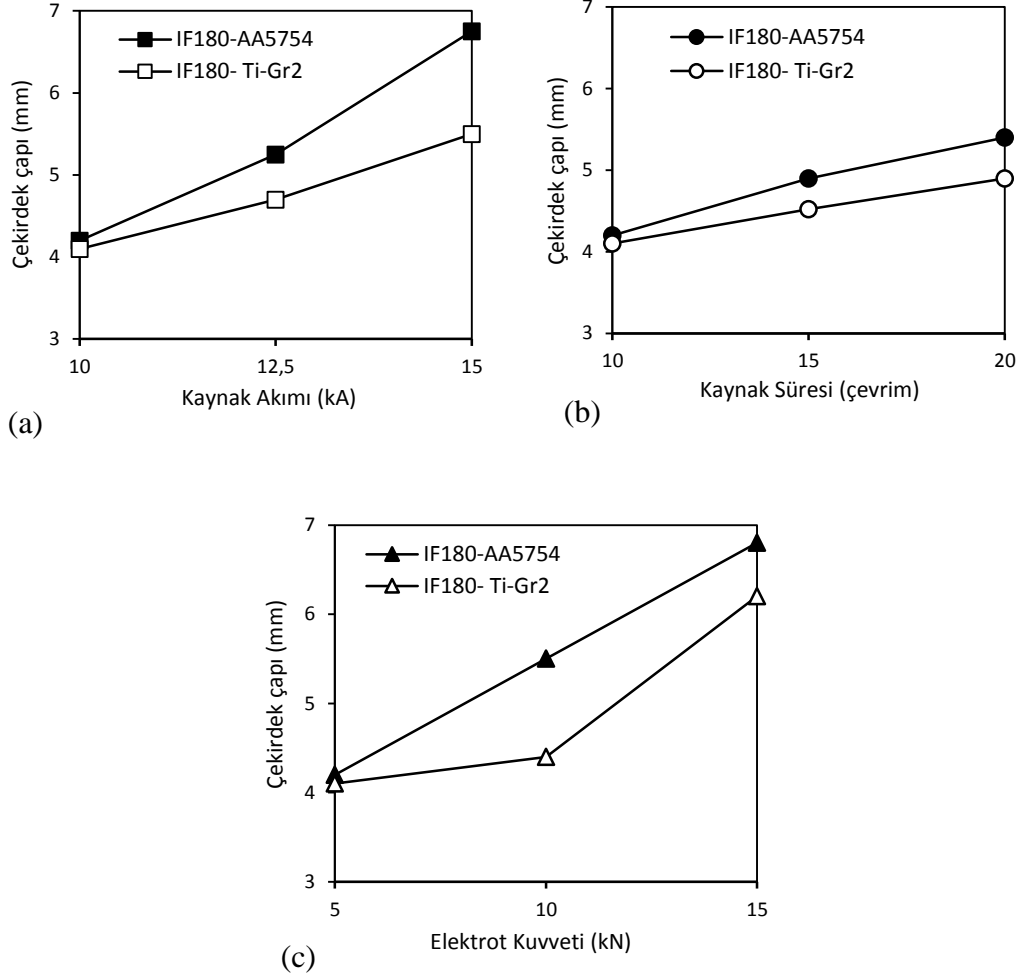 7
6
5
4
3
Çekirdek çapı (mm)
IF180-AA5754
IF180- Ti-Gr2
10
12,5
15
Kaynak Akımı (kA)
(a)
7
6
5
4
3
Çekirdek çapı (mm)
IF180-AA5754
IF180- Ti-Gr2
10
15
20
Kaynak Süresi (çevrim)
(b)
7
6
5
4
3
Çekirdek çapı (mm)
IF180-AA5754
IF180- Ti-Gr2
5
10
15
Elektrot Kuvveti (kN)
(c)